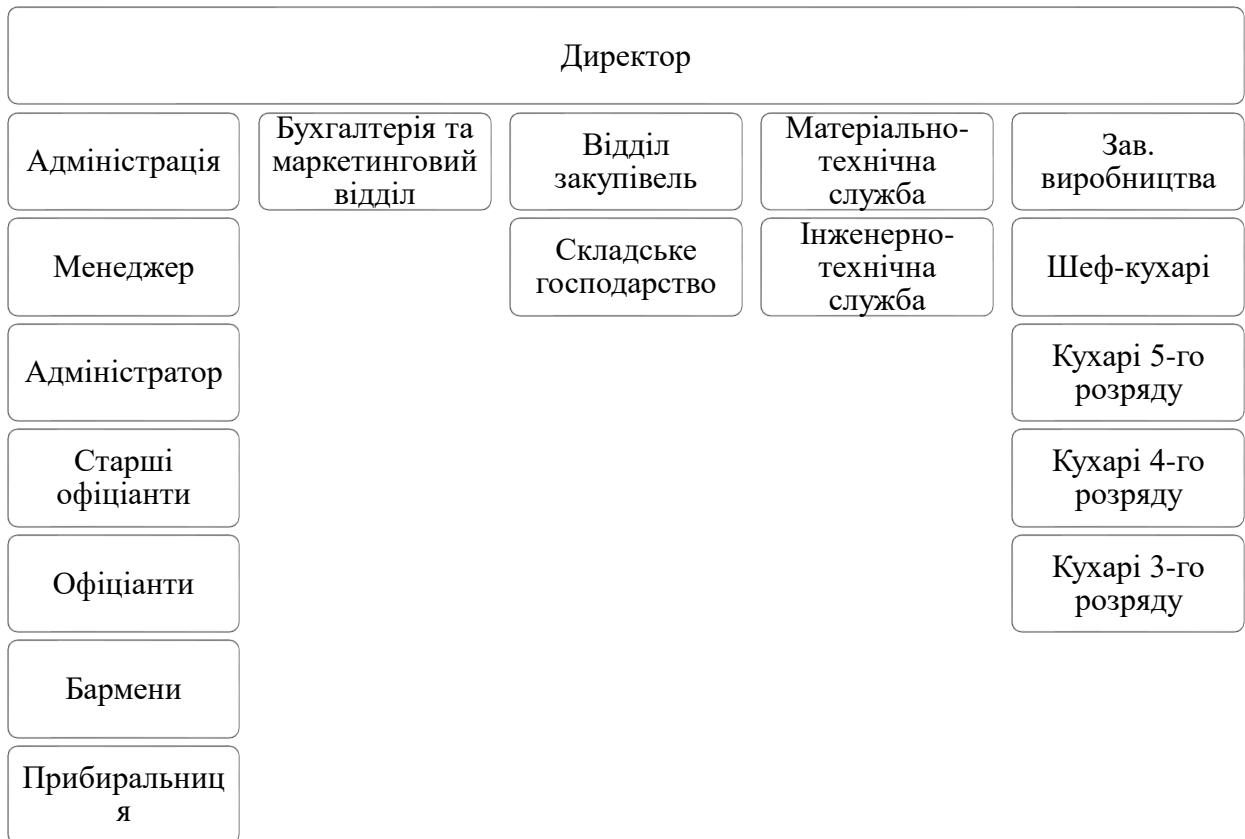 Директор
Адміністрація
Бухгалтерія та
маркетинговий
відділ
Відділ
закупівель
Матеріально-
технічна
служба
Зав.
виробництва
Менеджер
Складське
господарство
Інженерно-
технічна
служба
Шеф-кухарі
Адміністратор
Кухарі 5-го
розряду
Старші
офіціанти
Кухарі 4-го
розряду
Офіціанти
Кухарі 3-го
розряду
Бармени
Прибиральниц
я